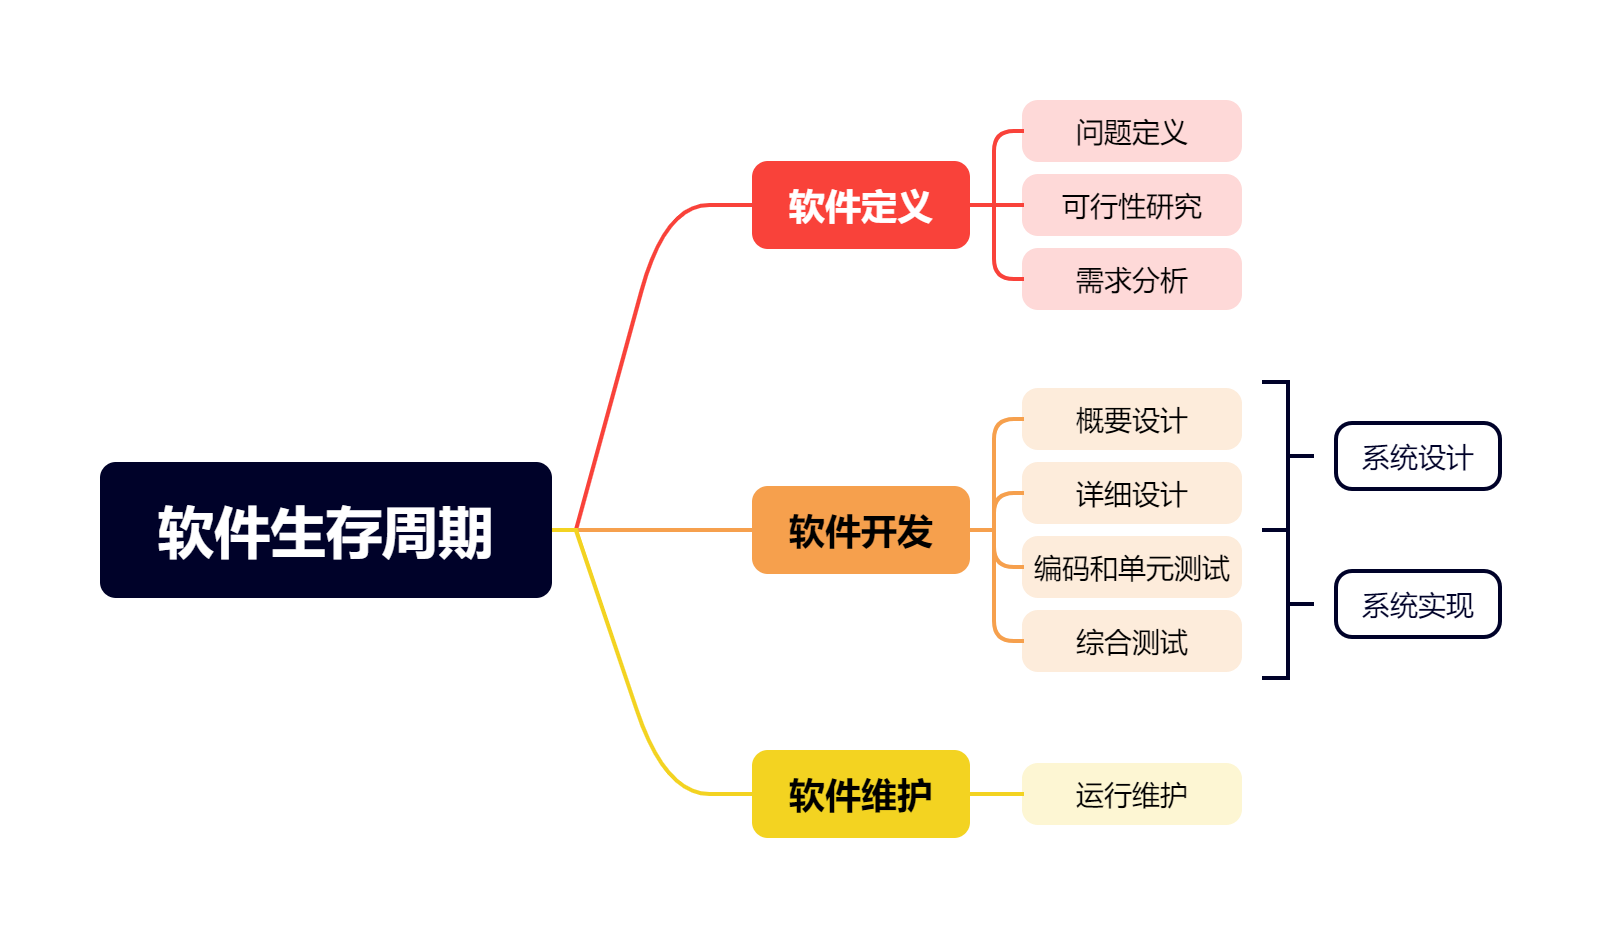 软件生存周期
软件定义
问题定义
可行性研究
需求分析
软件开发
概要设计
详细设计
编码和单元测试
综合测试
系统设计
系统实现
软件维护
运行维护